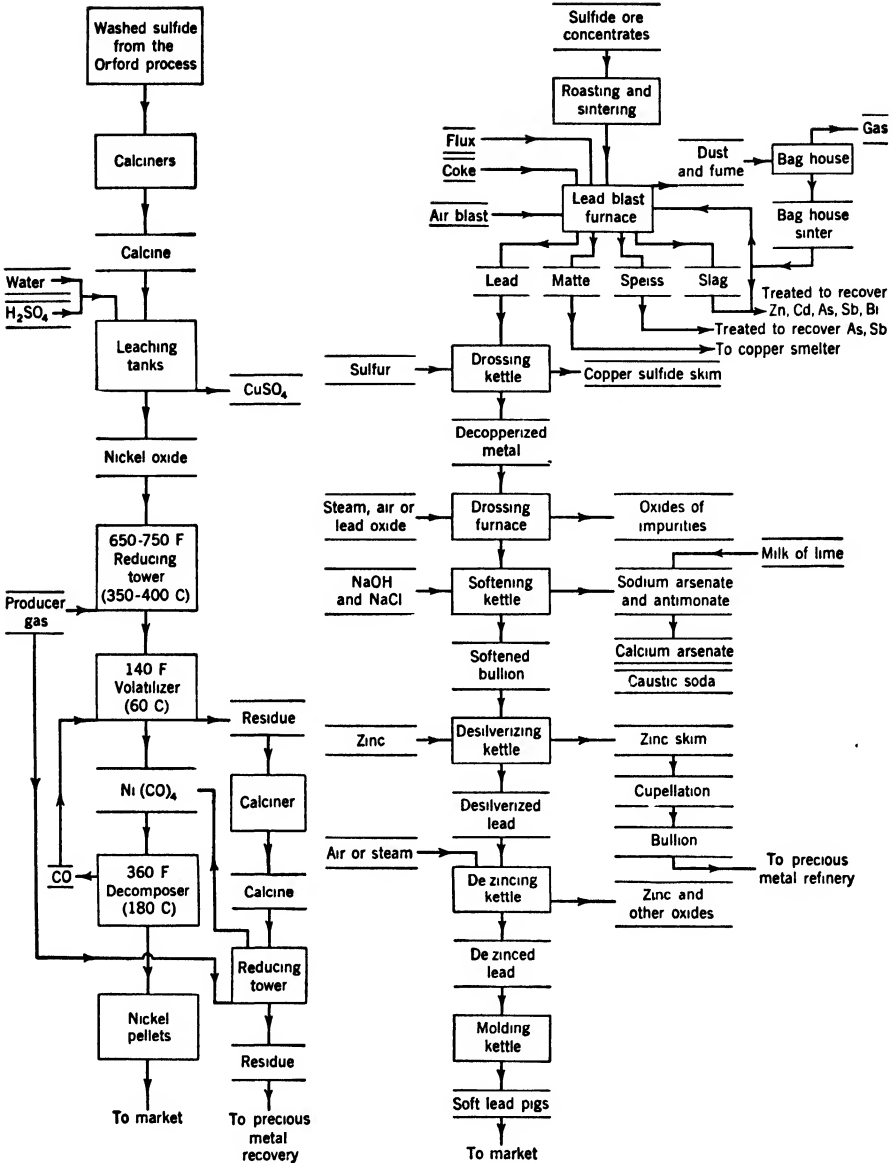 Washed sulfide
from the
Orford process
Calciners
Calcine
Water
H₂SO₄
Leaching
tanks
CuSO₄
Nickel oxide
650-750 F
Reducing
tower
(350-400 C)
Producer
gas
140 F
Volatilizer
(60 C)
Residue
Ni (CO)₄
Calciner
CO
360 F
Decomposer
(180 C)
Calcine
Reducing
tower
Nickel
pellets
Residue
To market
To precious
metal
recovery
Sulfide ore
concentrates
Roasting and
sintering
Flux
Coke
Air blast
Lead blast
furnace
Dust
and fume
Bag house
Gas
Bag house
sinter
Lead
Matte
Speiss
Slag
Treated to recover
Zn, Cd, As, Sb, Bi
Treated to recover As, Sb
To copper smelter
Sulfur
Drossing
kettle
Copper sulfide skim
Decopperized
metal
Steam, air or
lead oxide
Drossing
furnace
Oxides of
impurities
Milk of lime
NaOH
and NaCl
Softening
kettle
Sodium arsenate
and antimonate
Softened
bullion
Calcium arsenate
Caustic soda
Zinc
Desilverizing
kettle
Zinc skim
Cupellation
Desilverized
lead
Bullion
Air or steam
To precious
metal refinery
De zincing
kettle
Zinc and
other oxides
De zinced
lead
Molding
kettle
Soft lead pigs
To market